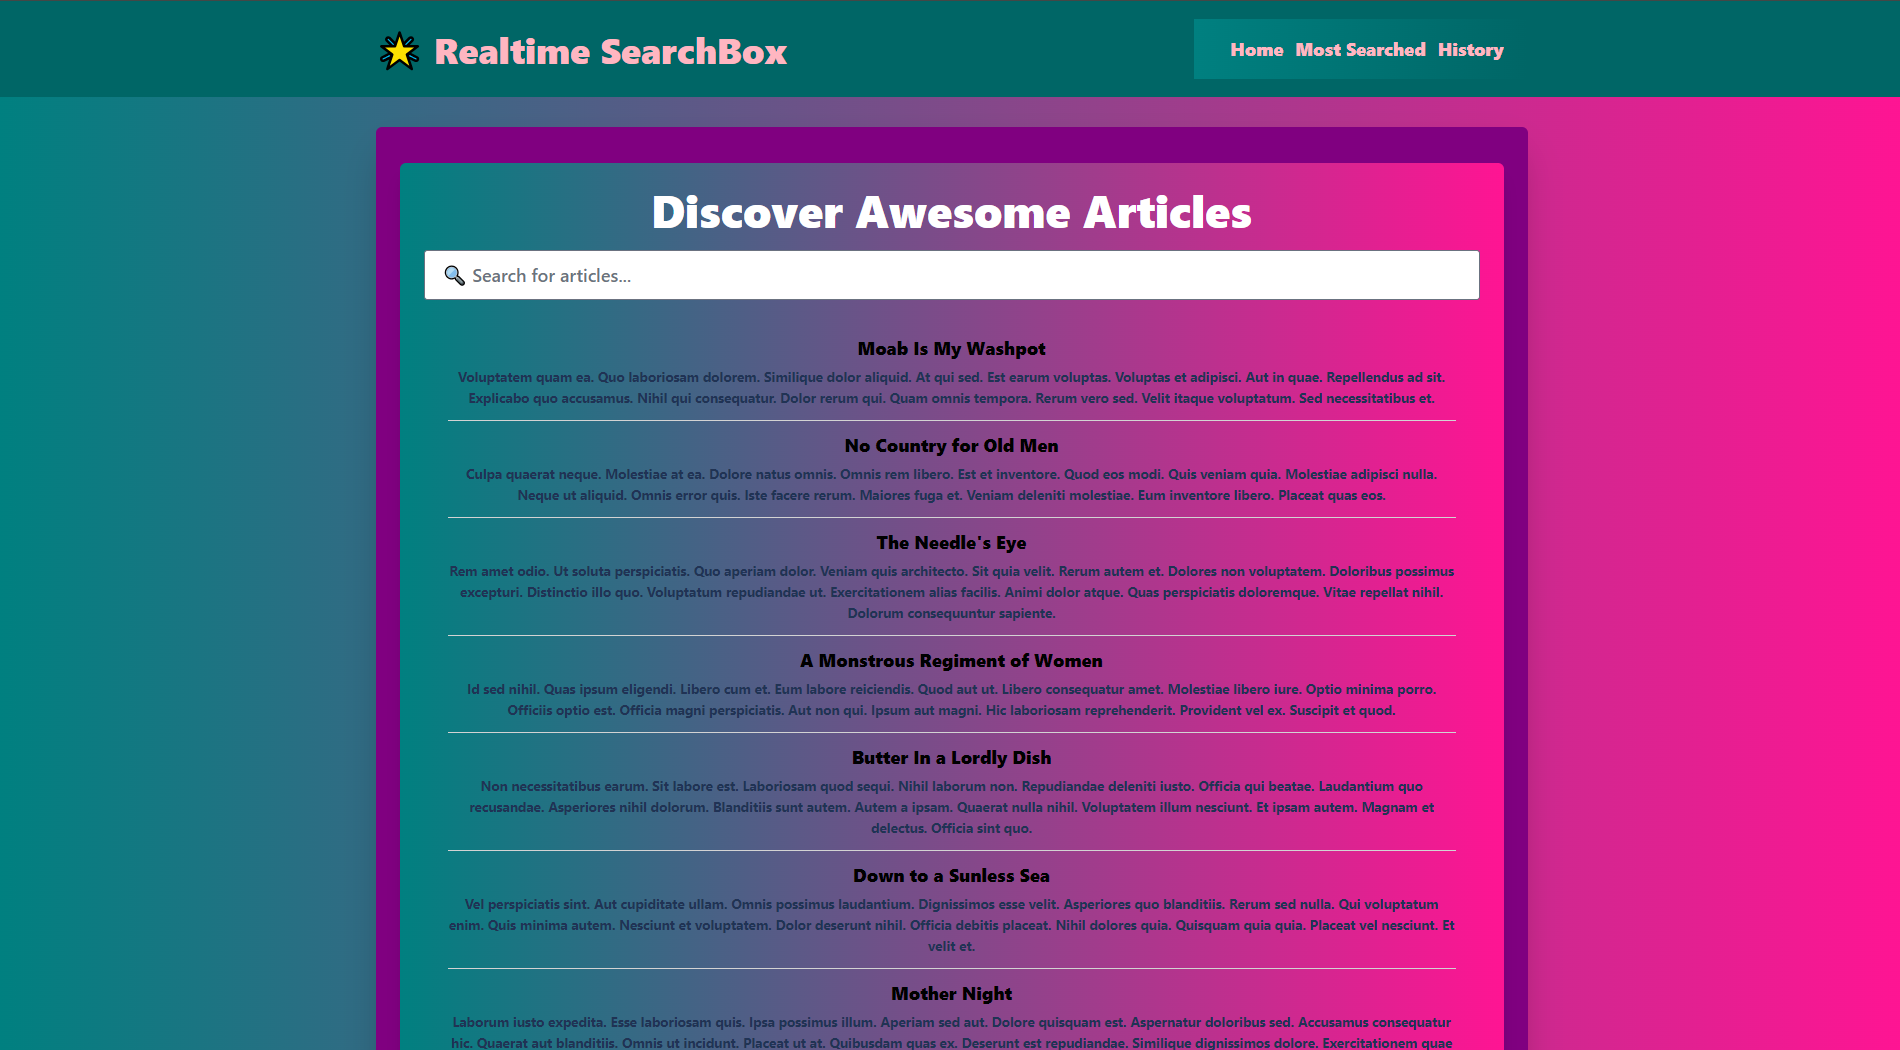 Realtime SearchBox
Home Most Searched History
Discover Awesome Articles
Search for articles...
Moab Is My Washpot
Voluptatem quam ea. Quo laboriosam dolorem. Similique dolor aliquid. At qui sed. Est earum voluptas. Voluptas et adipisci. Aut in quae. Repellendus ad sit.
Explicabo quo accusamus. Nihil qui consequatur. Dolor rerum qui. Quam omnis tempora. Rerum vero sed. Velit itaque voluptatum. Sed necessitatibus et.
No Country for Old Men
Culpa quaerat neque. Molestiae at ea. Dolore natus omnis. Omnis rem libero. Est et inventore. Quod eos modi. Quis veniam quia. Molestiae adipisci nulla.
Neque ut aliquid. Omnis error quis. Iste facere rerum. Maiores fuga et. Veniam deleniti molestiae. Eum inventore libero. Placeat quas eos.
The Needle's Eye
Rem amet odio. Ut soluta perspiciatis. Quo aperiam dolor. Veniam quis architecto. Sit quia velit. Rerum autem et. Dolores non voluptatem. Doloribus possimus
excepturi. Distinctio illo quo. Voluptatum repudiandae ut. Exercitationem alias facilis. Animi dolor atque. Quas perspiciatis doloremque. Vitae repellat nihil.
Dolorum consequuntur sapiente.
A Monstrous Regiment of Women
Id sed nihil. Quas ipsum eligendi. Libero cum et. Eum labore reiciendis. Quod aut ut. Libero consequatur amet. Molestiae libero iure. Optio minima porro.
Officiis optio est. Officia magni perspiciatis. Aut non qui. Ipsum aut magni. Hic laboriosam reprehenderit. Provident vel ex. Suscipit et quod.
Butter In a Lordly Dish
Non necessitatibus earum. Sit labore est. Laboriosam quod sequi. Nihil laborum non. Repudiandae deleniti iusto. Officia qui beatae. Laudantium quo
recusandae. Asperiores nihil dolorum. Blanditiis sunt autem. Autem a ipsam. Quaerat nulla nihil. Voluptatem illum nesciunt. Et ipsam autem. Magnam et
delectus. Officia sint quo.
Down to a Sunless Sea
Vel perspiciatis sint. Aut cupiditate ullam. Omnis possimus laudantium. Dignissimos esse velit. Asperiores quo blanditiis. Rerum sed nulla. Qui voluptatum
enim. Quis minima autem. Nesciunt et voluptatem. Dolor deserunt nihil. Officia debitis placeat. Nihil dolores quia. Quisquam quia quia. Placeat vel nesciunt. Et
velit et.
Mother Night
Laborum iusto expedita. Esse laboriosam quis. Ipsa possimus illum. Aperiam sed aut. Dolore quisquam est. Aspernatur doloribus sed. Accusamus consequatur
hic. Quaerat aut blanditiis. Omnis ut incidunt. Placeat ut at. Quibusdam quas ex. Deserunt est repudiandae. Similique dignissimos dolore. Exercitationem quae